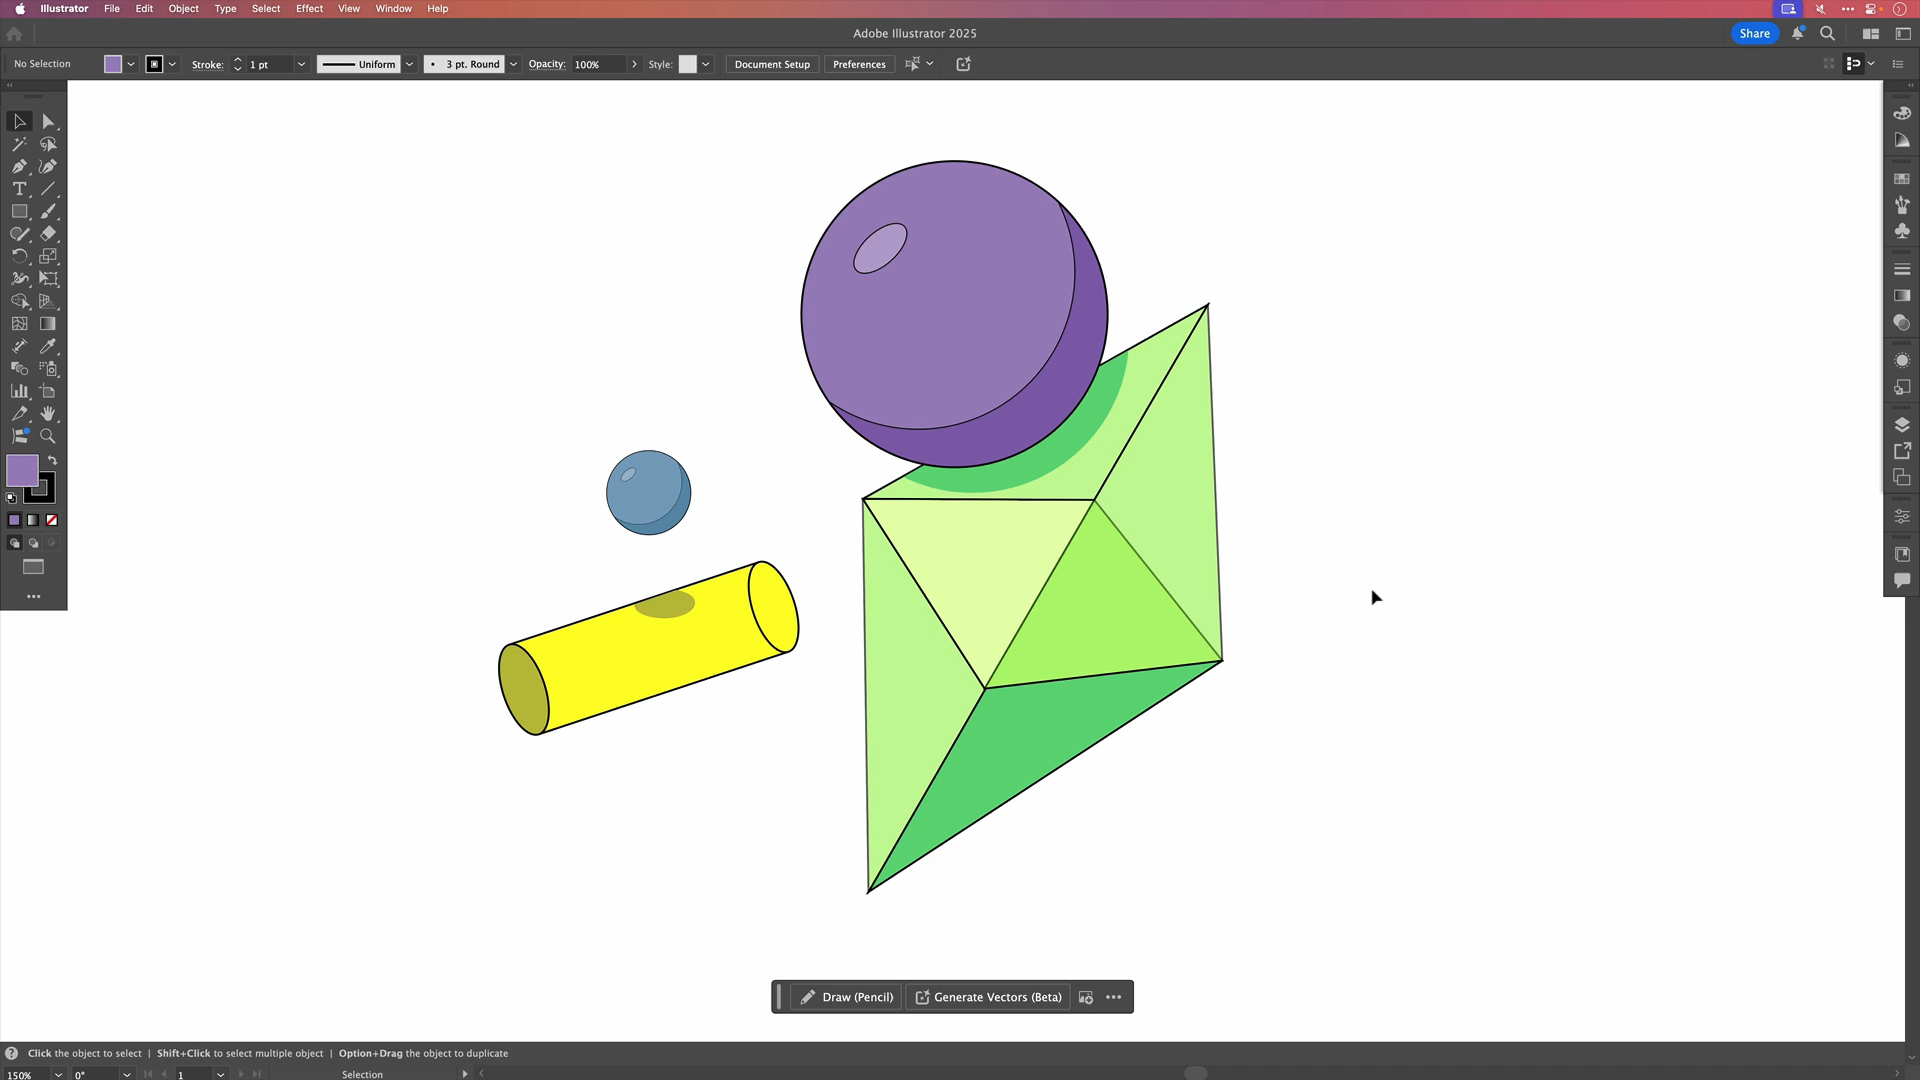 Illustrator File Edit Object Type Select Effect View Window Help
Adobe Illustrator 2025
Share
No Selection Stroke: 1 pt Uniform 3 pt. Round Opacity: 100% Style: Document Setup Preferences
Draw (Pencil) Generate Vectors (Beta)
Click the object to select | Shift+Click to select multiple object | Option+Drag the object to duplicate
150% 0° 1 Selection